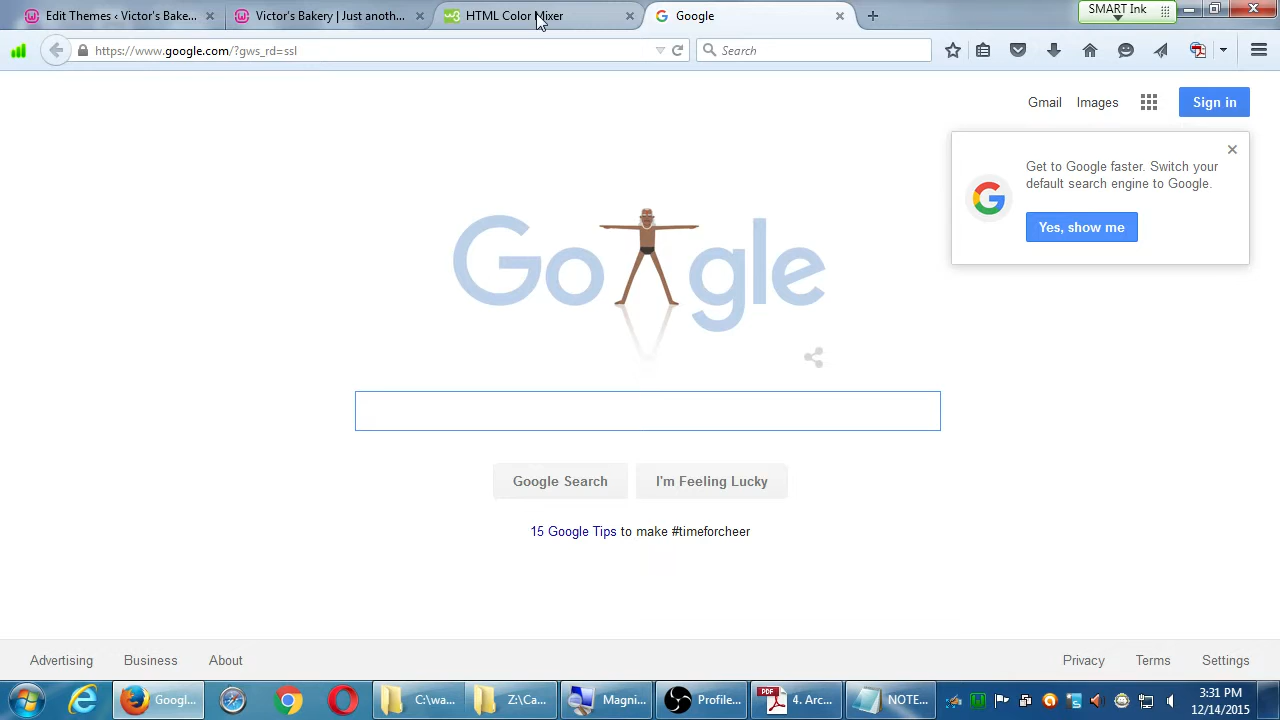 Edit Themes ‹ Victor's Bake...
Victor's Bakery | Just anoth...
HTML Color Mixer
Google
SMART Ink
https://www.google.com/?gws_rd=ssl
Search
Gmail
Images
Sign in
Get to Google faster. Switch your
default search engine to Google.
Yes, show me
Go gle
Google Search
I'm Feeling Lucky
15 Google Tips to make #timeforcheer
Advertising
Business
About
Privacy
Terms
Settings
Googl...
C:\wa...
Z:\Ca...
Magni...
Profile...
PDF
4. Arc...
NOTE...
3:31 PM
12/14/2015